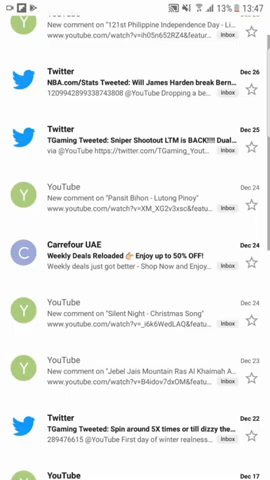 13:47
YouTube
New comment on "121st Philippine Independence Day - Li...
www.youtube.com/watch?v=ih05n652RZ4&featur... Inbox
Twitter Dec 26
NBA.com/Stats Tweeted: Will James Harden break Bern...
1209942899338743808 @YouTube Dropping a be... Inbox
Twitter Dec 25
TGaming Tweeted: Sniper Shootout LTM is BACK!!!! Dual...
via @YouTube https://twitter.com/TGaming_Yout... Inbox
YouTube Dec 24
New comment on "Pansit Bihon - Lutong Pinoy"
www.youtube.com/watch?v=XM_XG2v3xsc&featu... Inbox
C Carrefour UAE Dec 24
Weekly Deals Reloaded 👉 Enjoy up to 50% OFF!
Weekly deals just got better - Shop Now and Enjoy... Inbox
Y YouTube Dec 24
New comment on "Silent Night - Christmas Song"
www.youtube.com/watch?v=_i6k6WedLAQ&featu... Inbox
Y YouTube Dec 23
New comment on "Jebel Jais Mountain Ras Al Khaimah A...
www.youtube.com/watch?v=B4idov7dxOM&featu... Inbox
Twitter Dec 22
TGaming Tweeted: Spin around 5X times or till dizzy the...
289476615 @YouTube First day of winter realness... Inbox
YouTube Dec 17